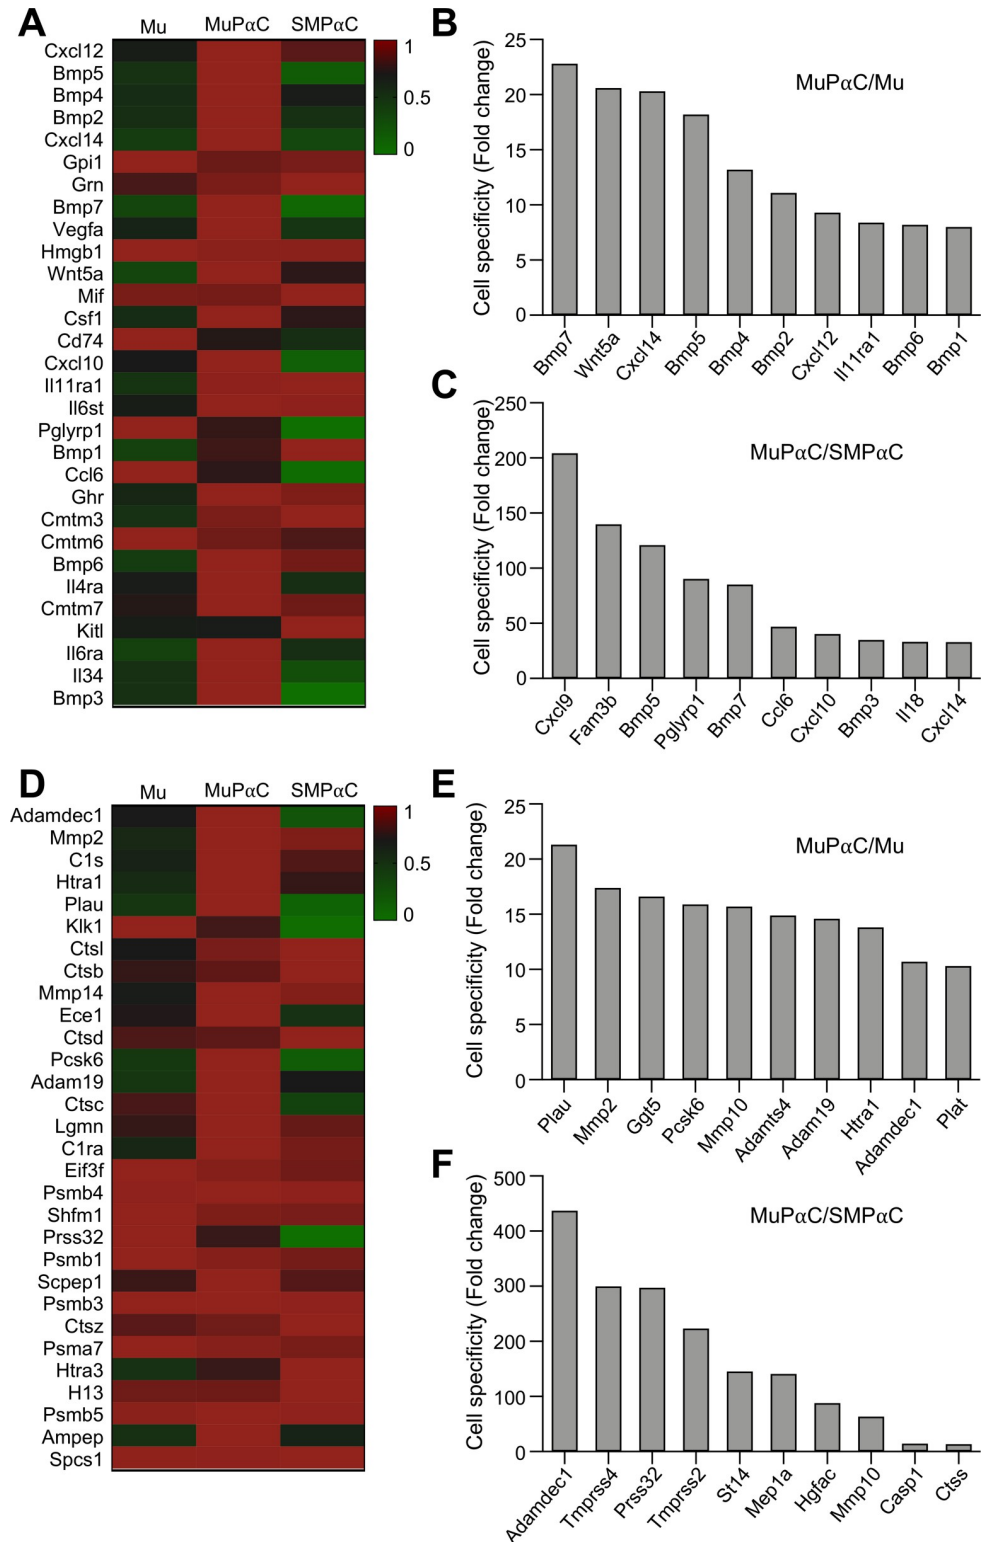 A
Mu MuPαC SMPαC
Cxcl12
Bmp5
Bmp4
Bmp2
Cxcl14
Gpi1
Grn
Bmp7
Vegfa
Hmgb1
Wnt5a
Mif
Csf1
Cd74
Cxcl10
Il11ra1
Il6st
Pglyrp1
Bmp1
Ccl6
Ghr
Cmtm3
Cmtm6
Bmp6
Il4ra
Cmtm7
Kitl
Il6ra
Il34
Bmp3
1
0.5
0
B
Cell specificity (Fold change)
25
20
15
10
5
0
MuPαC/Mu
Bmp7 Wnt5a Cxcl14 Bmp5 Bmp4 Bmp2 Cxcl12 Il11ra1 Bmp6 Bmp1
C
Cell specificity (Fold change)
250
200
150
100
50
0
MuPαC/SMPαC
Cxcl9 Fam3b Bmp5 Pglyrp1 Bmp7 Ccl6 Cxcl10 Bmp3 Il18 Cxcl14
D
Mu MuPαC SMPαC
Adamdec1
Mmp2
C1s
Htra1
Plau
Klk1
Ctsl
Ctsb
Mmp14
Ece1
Ctsd
Pcsk6
Adam19
Ctsc
Lgmn
C1ra
Eif3f
Psmb4
Shfm1
Prss32
Psmb1
Scpep1
Psmb3
Ctsz
Psma7
Htra3
H13
Psmb5
Ampep
Spcs1
1
0.5
0
E
Cell specificity (Fold change)
25
20
15
10
5
0
MuPαC/Mu
Plau Mmp2 Ggt5 Pcsk6 Mmp10 Adamts4 Adam19 Htra1 Adamdec1 Plat
F
Cell specificity (Fold change)
500
400
300
200
100
0
MuPαC/SMPαC
Adamdec1 Tmprss4 Prss32 Tmprss2 St14 Mep1a Hgfac Mmp10 Casp1 Ctss